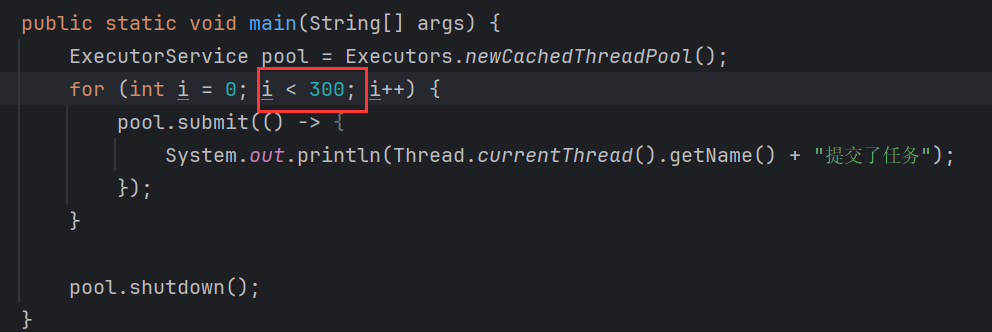 public static void main(String[] args) {
ExecutorService pool = Executors.newCachedThreadPool();
for (int i = 0; i < 300; i++) {
pool.submit(() -> {
System.out.println(Thread.currentThread().getName() + "提交了任务");
});
}
pool.shutdown();
}